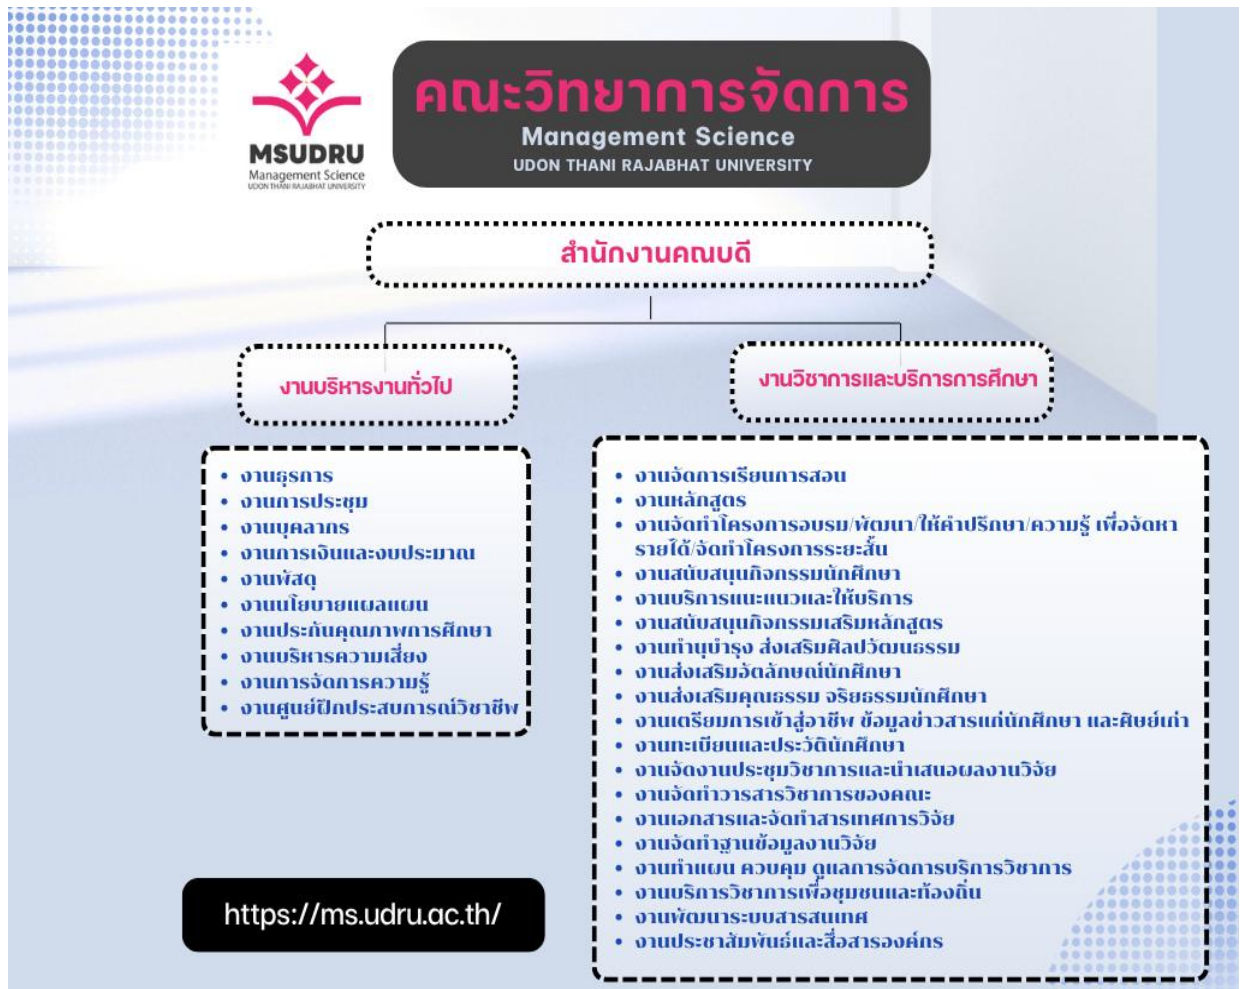 MSUDRU
Management Science
UDON THANI RAJABHAT UNIVERSITY
คณะวิทยาการจัดการ
Management Science
UDON THANI RAJABHAT UNIVERSITY
สำนักงานคณบดี
งานบริหารงานทั่วไป
งานวิชาการและบริการการศึกษา
• งานธุรการ
• งานการประชุม
• งานบุคลากร
• งานการเงินและงบประมาณ
• งานพัสดุ
• งานนโยบายแผลแผน
• งานประกันคุณภาพการศึกษา
• งานบริหารความเสี่ยง
• งานการจัดการความรู้
• งานศูนย์ฝึกประสบการณ์วิชาชีพ
• งานจัดการเรียนการสอน
• งานหลักสูตร
• งานจัดทำโครงการอบรม/พัฒนา/ให้คำปรึกษา/ความรู้ เพื่อจัดหา
รายได้/จัดทำโครงการระยะสั้น
• งานสนับสนุนกิจกรรมนักศึกษา
• งานบริการแนะแนวและให้บริการ
• งานสนับสนุนกิจกรรมเสริมหลักสูตร
• งานทำนุบำรุง ส่งเสริมศิลปวัฒนธรรม
• งานส่งเสริมอัตลักษณ์นักศึกษา
• งานส่งเสริมคุณธรรม จริยธรรมนักศึกษา
• งานเตรียมการเข้าสู่อาชีพ ข้อมูลข่าวสารแก่นักศึกษา และศิษย์เก่า
• งานทะเบียนและประวัตินักศึกษา
• งานจัดงานประชุมวิชาการและนำเสนอผลงานวิจัย
• งานจัดทำวารสารวิชาการของคณะ
• งานเอกสารและจัดทำสารเทศการวิจัย
• งานจัดทำฐานข้อมูลงานวิจัย
• งานทำแผน ควบคุม ดูแลการจัดการบริการวิชาการ
• งานบริการวิชาการเพื่อชุมชนและท้องถิ่น
• งานพัฒนาระบบสารสนเทศ
• งานประชาสัมพันธ์และสื่อสารองค์กร
https://ms.udru.ac.th/